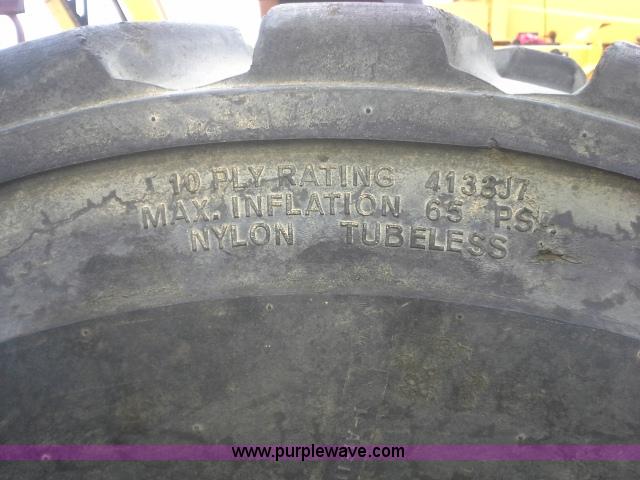 10 PLY RATING 4133J7
MAX. INFLATION 65 P.S.I.
NYLON TUBELESS
www.purplewave.com